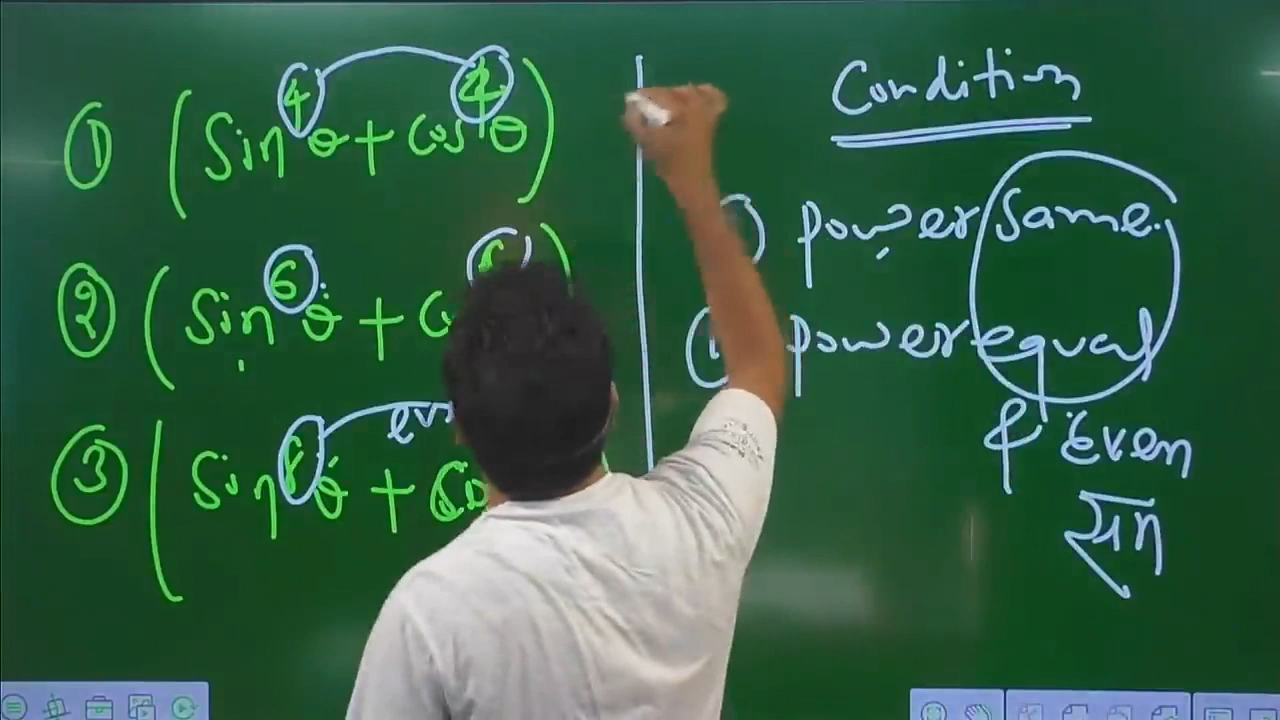 ① (Sin⁴θ + Cos⁴θ)
② (Sin⁶θ + C
③ (Sin θ +
Condition
power same
power equal
& Even
सम